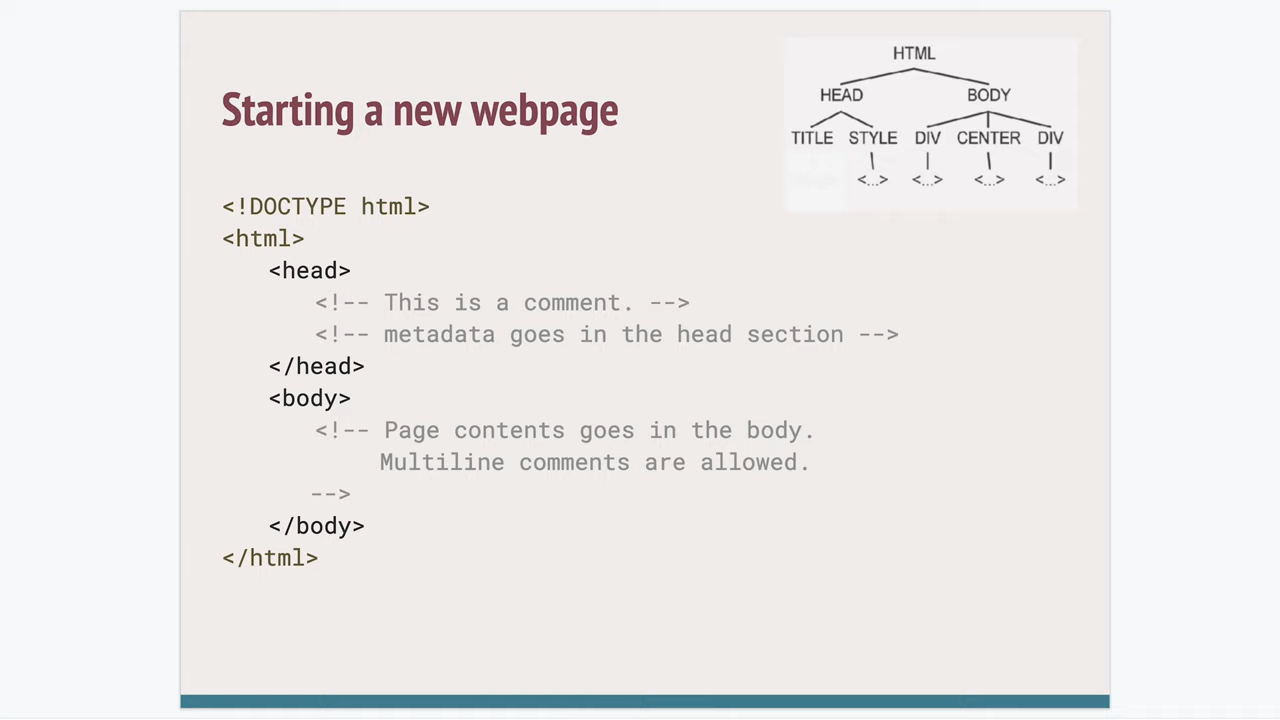 Starting a new webpage
HTML
HEAD BODY
TITLE STYLE DIV CENTER DIV
<...> <...> <...> <...>
<!DOCTYPE html>
<html>
<head>
<!-- This is a comment. -->
<!-- metadata goes in the head section -->
</head>
<body>
<!-- Page contents goes in the body.
Multiline comments are allowed.
-->
</body>
</html>